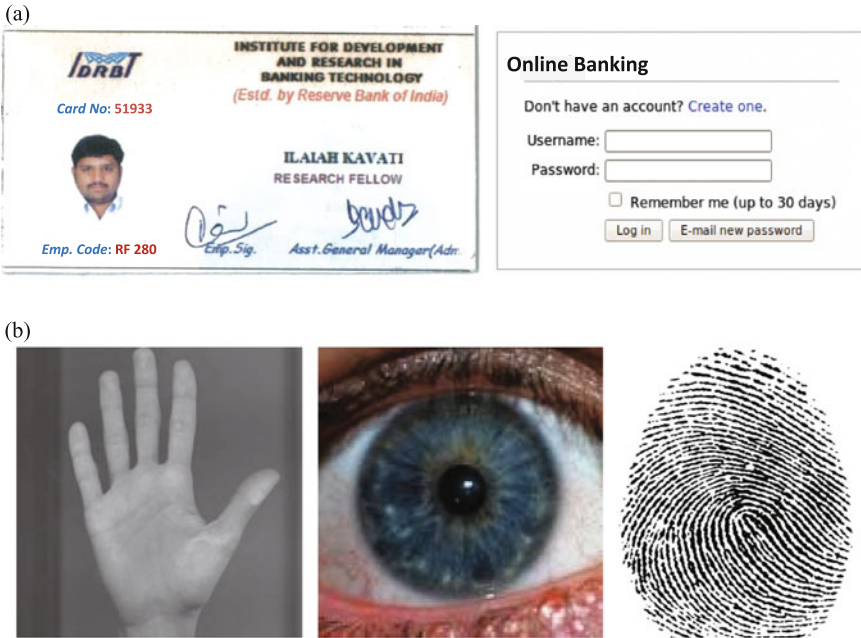 (a)
IDRBT
INSTITUTE FOR DEVELOPMENT
AND RESEARCH IN
BANKING TECHNOLOGY
(Estd. by Reserve Bank of India)
Card No: 51933
ILAIAH KAVATI
RESEARCH FELLOW
Emp. Code: RF 280
Emp.Sig.
Asst.General Manager(Adm
Online Banking
Don't have an account? Create one.
Username:
Password:
Remember me (up to 30 days)
Log in E-mail new password
(b)